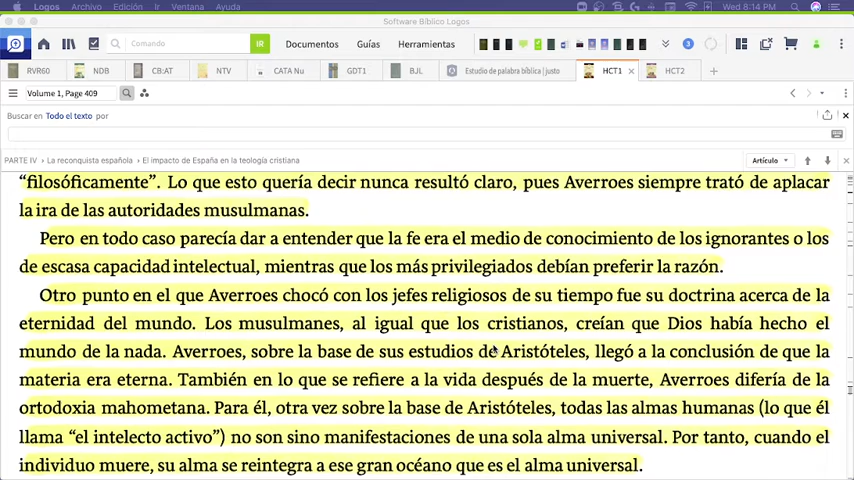 Logos Archivo Edición Ir Ventana Ayuda Wed 8:14 PM
Software Bíblico Logos
Comando IR Documentos Guías Herramientas 3
RVR60 NDB CB:AT NTV CATA Nu GDT1 BJL Estudio de palabra bíblica | justo HCT1 × HCT2 +
Volume 1, Page 409
Buscar en Todo el texto por
PARTE IV › La reconquista española › El impacto de España en la teología cristiana Artículo
“filosóficamente”. Lo que esto quería decir nunca resultó claro, pues Averroes siempre trató de aplacar
la ira de las autoridades musulmanas.
Pero en todo caso parecía dar a entender que la fe era el medio de conocimiento de los ignorantes o los
de escasa capacidad intelectual, mientras que los más privilegiados debían preferir la razón.
Otro punto en el que Averroes chocó con los jefes religiosos de su tiempo fue su doctrina acerca de la
eternidad del mundo. Los musulmanes, al igual que los cristianos, creían que Dios había hecho el
mundo de la nada. Averroes, sobre la base de sus estudios de Aristóteles, llegó a la conclusión de que la
materia era eterna. También en lo que se refiere a la vida después de la muerte, Averroes difería de la
ortodoxia mahometana. Para él, otra vez sobre la base de Aristóteles, todas las almas humanas (lo que él
llama “el intelecto activo”) no son sino manifestaciones de una sola alma universal. Por tanto, cuando el
individuo muere, su alma se reintegra a ese gran océano que es el alma universal.